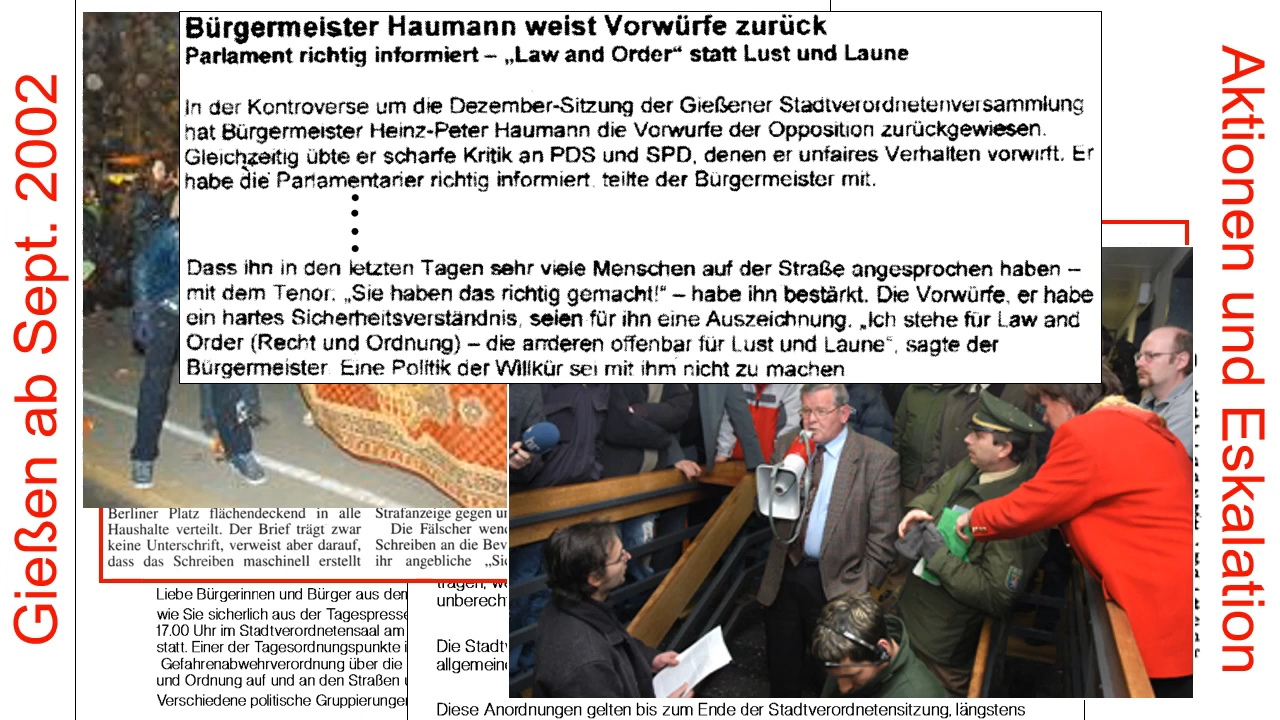 Gießen ab Sept. 2002
Bürgermeister Haumann weist Vorwürfe zurück
Parlament richtig informiert – „Law and Order“ statt Lust und Laune
In der Kontroverse um die Dezember-Sitzung der Gießener Stadtverordnetenversammlung
hat Bürgermeister Heinz-Peter Haumann die Vorwurfe der Opposition zurückgewiesen.
Gleichzeitig übte er scharfe Kritik an PDS und SPD, denen er unfaires Verhalten vorwirft. Er
habe die Parlamentarier richtig informiert, teilte der Bürgermeister mit.
Dass ihn in den letzten Tagen sehr viele Menschen auf der Straße angesprochen haben –
mit dem Tenor: „Sie haben das richtig gemacht!“ – habe ihn bestärkt. Die Vorwürfe, er habe
ein hartes Sicherheitsverständnis, seien für ihn eine Auszeichnung. „Ich stehe für Law and
Order (Recht und Ordnung) – die anderen offenbar für Lust und Laune“, sagte der
Bürgermeister. Eine Politik der Willkür sei mit ihm nicht zu machen
Berliner Platz flächendeckend in alle
Haushalte verteilt. Der Brief trägt zwar
keine Unterschrift, verweist aber darauf,
dass das Schreiben maschinell erstellt
Strafanzeige gegen
Die Fälscher
Schreiben an die
ihr angebliche
Liebe Bürgerinnen und Bürger aus
wie Sie sicherlich aus der Tagespresse
17.00 Uhr im Stadtverordnetensaal am
statt. Einer der Tagesordnungspunkte
Gefahrenabwehrverordnung über die
und Ordnung auf und an den Straßen
Verschiedene politische
Die
Diese Anordnungen gelten bis zum Ende der Stadtverordnetensitzung, längstens
Aktionen und Eskalation